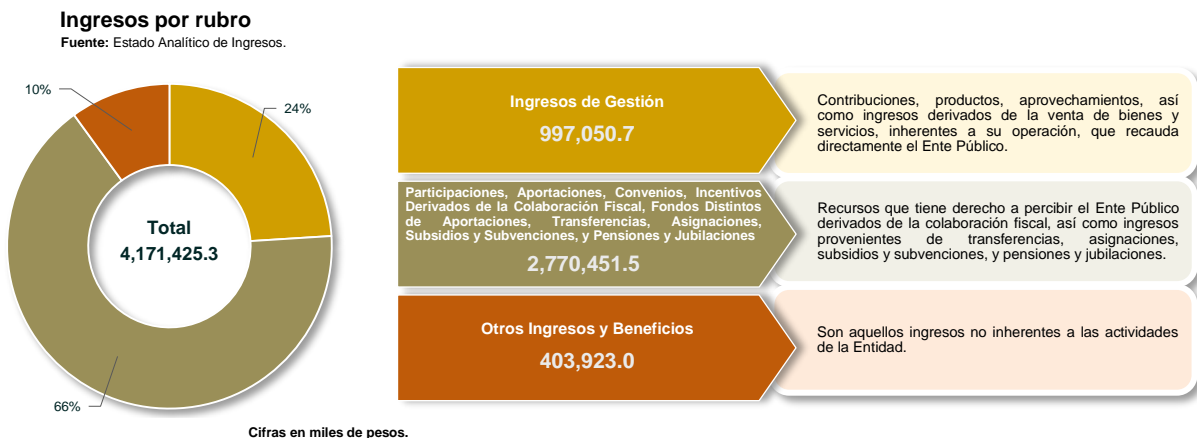 Ingresos por rubro
Fuente: Estado Analítico de Ingresos.
10%
24%
Total
4,171,425.3
66%
Ingresos de Gestión
997,050.7
Contribuciones, productos, aprovechamientos, así
como ingresos derivados de la venta de bienes y
servicios, inherentes a su operación, que recauda
directamente el Ente Público.
Participaciones, Aportaciones, Convenios, Incentivos
Derivados de la Colaboración Fiscal, Fondos Distintos
de Aportaciones, Transferencias, Asignaciones,
Subsidios y Subvenciones, y Pensiones y Jubilaciones
2,770,451.5
Recursos que tiene derecho a percibir el Ente Público
derivados de la colaboración fiscal, así como ingresos
provenientes de transferencias, asignaciones,
subsidios y subvenciones, y pensiones y jubilaciones.
Otros Ingresos y Beneficios
403,923.0
Son aquellos ingresos no inherentes a las actividades
de la Entidad.
Cifras en miles de pesos.